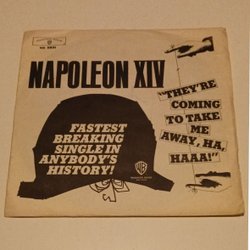 NAPOLEON XIV
"THEY'RE
COMING
TO TAKE
ME
AWAY, HA,
HAAA!"
FASTEST
BREAKING
SINGLE IN
ANYBODY'S
HISTORY!